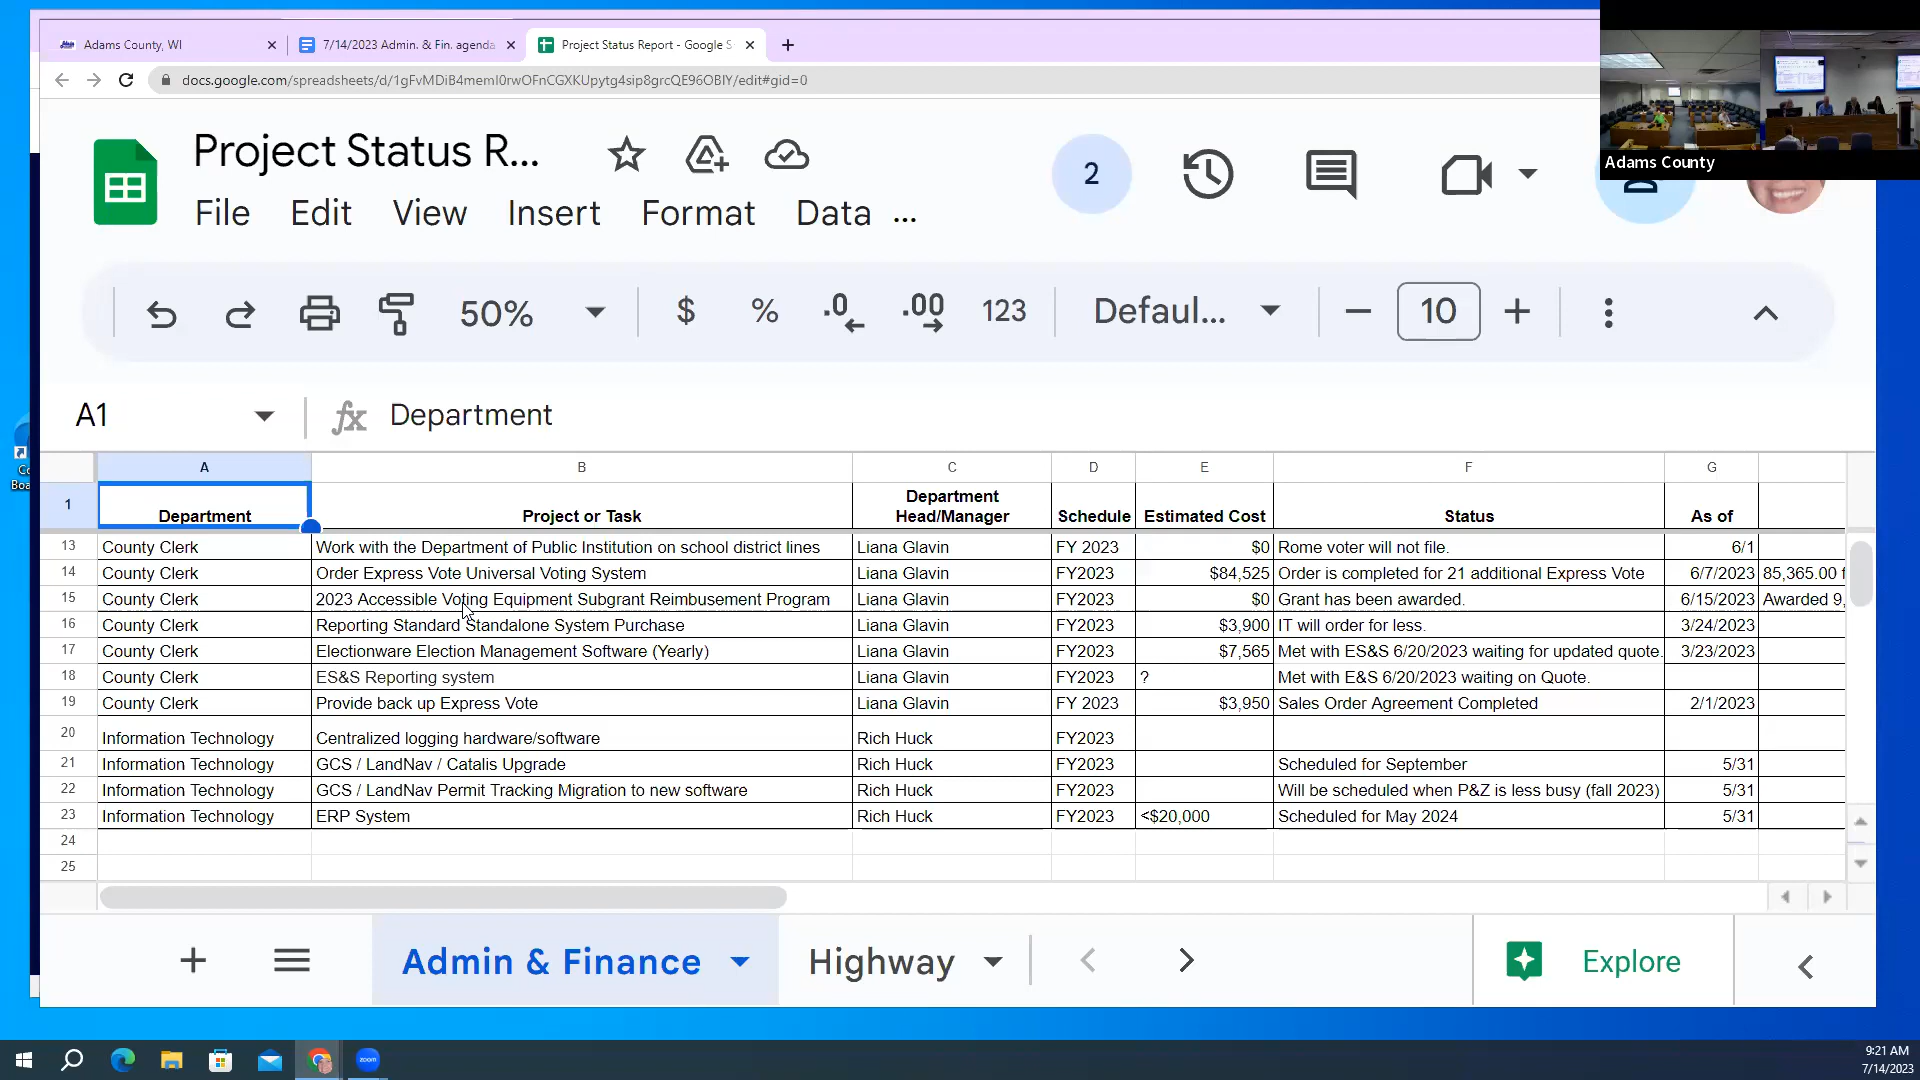 Adams County, WI
7/14/2023 Admin. & Fin. agenda
Project Status Report - Google S
docs.google.com/spreadsheets/d/1gFvMDiB4memI0rwOFnCGXKUpytg4sip8grcQE96OBIY/edit#gid=0
Adams County
Project Status R...
2
File Edit View Insert Format Data ...
50% $ % .0 .00 123 Defaul... 10
A1 fx Department
A B C D E F G
1 Department Project or Task Department Head/Manager Schedule Estimated Cost Status As of
13 County Clerk Work with the Department of Public Institution on school district lines Liana Glavin FY 2023 $0 Rome voter will not file. 6/1
14 County Clerk Order Express Vote Universal Voting System Liana Glavin FY2023 $84,525 Order is completed for 21 additional Express Vote 6/7/2023 85,365.00 f
15 County Clerk 2023 Accessible Voting Equipment Subgrant Reimbursement Program Liana Glavin FY2023 $0 Grant has been awarded. 6/15/2023 Awarded 9,
16 County Clerk Reporting Standard Standalone System Purchase Liana Glavin FY2023 $3,900 IT will order for less. 3/24/2023
17 County Clerk Electionware Election Management Software (Yearly) Liana Glavin FY2023 $7,565 Met with ES&S 6/20/2023 waiting for updated quote. 3/23/2023
18 County Clerk ES&S Reporting system Liana Glavin FY2023 ? Met with E&S 6/20/2023 waiting on Quote.
19 County Clerk Provide back up Express Vote Liana Glavin FY 2023 $3,950 Sales Order Agreement Completed 2/1/2023
20 Information Technology Centralized logging hardware/software Rich Huck FY2023
21 Information Technology GCS / LandNav / Catalis Upgrade Rich Huck FY2023 Scheduled for September 5/31
22 Information Technology GCS / LandNav Permit Tracking Migration to new software Rich Huck FY2023 Will be scheduled when P&Z is less busy (fall 2023) 5/31
23 Information Technology ERP System Rich Huck FY2023 <$20,000 Scheduled for May 2024 5/31
24
25
Admin & Finance Highway Explore
zoom
9:21 AM
7/14/2023